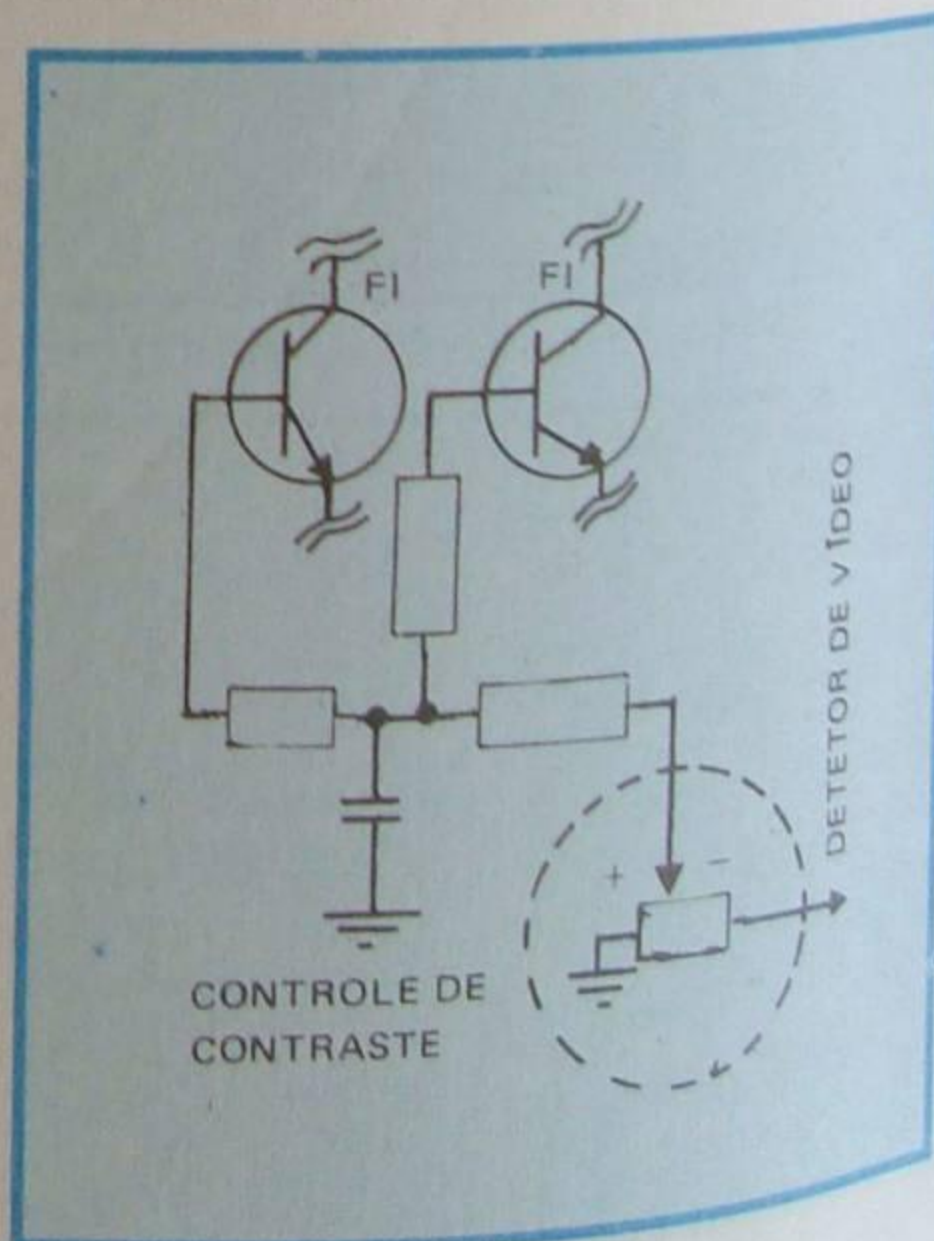 FI
FI
DETETOR DE VÍDEO
+ −
CONTROLE DE
CONTRASTE